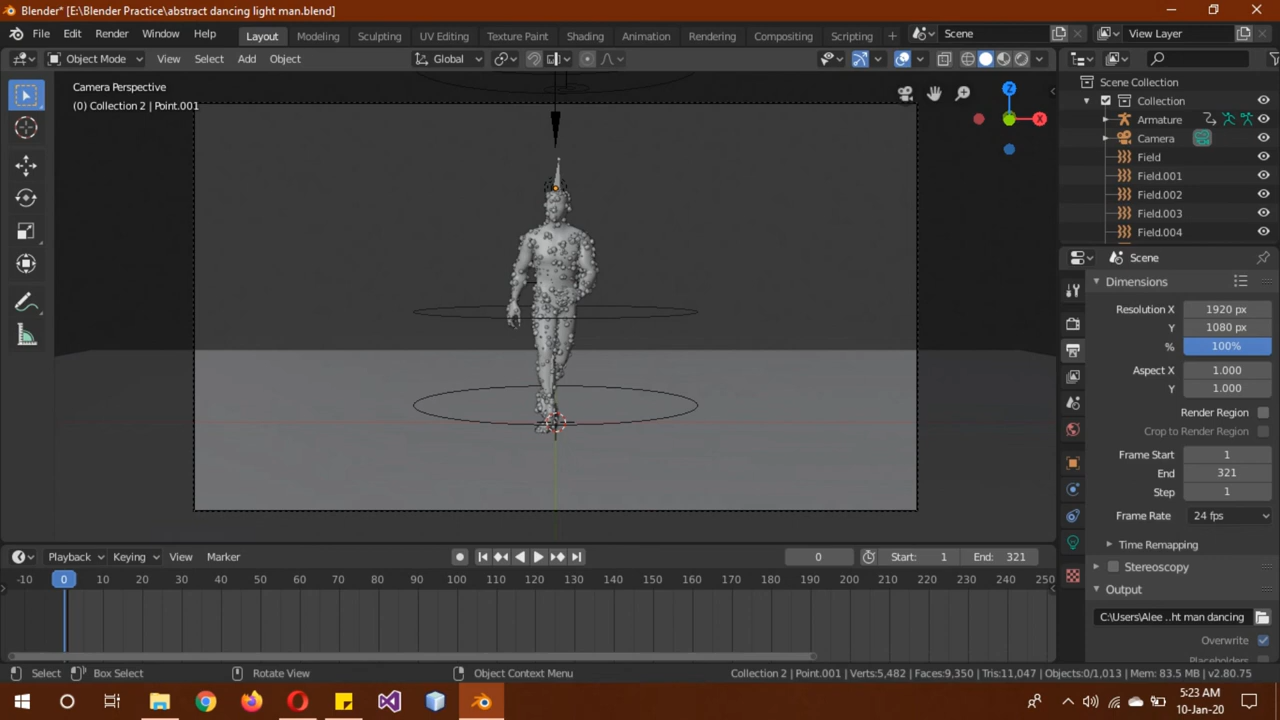 Blender* [E:\Blender Practice\abstract dancing light man.blend]
File Edit Render Window Help Layout Modeling Sculpting UV Editing Texture Paint Shading Animation Rendering Compositing Scripting + Scene View Layer
Object Mode View Select Add Object Global
Camera Perspective
(0) Collection 2 | Point.001
Z
X
Scene Collection
Collection
Armature
Camera
Field
Field.001
Field.002
Field.003
Field.004
Scene
Dimensions
Resolution X 1920 px
Y 1080 px
% 100%
Aspect X 1.000
Y 1.000
Render Region
Crop to Render Region
Frame Start 1
End 321
Step 1
Frame Rate 24 fps
Time Remapping
Stereoscopy
Output
C:\Users\Alee ..ht man dancing
Overwrite
Placeholders
Playback Keying View Marker 0 Start: 1 End: 321
-10 0 10 20 30 40 50 60 70 80 90 100 110 120 130 140 150 160 170 180 190 200 210 220 230 240 250
Select Box Select Rotate View Object Context Menu Collection 2 | Point.001 | Verts:5,482 | Faces:9,350 | Tris:11,047 | Objects:0/1,013 | Mem: 83.5 MB | v2.80.75
5:23 AM
10-Jan-20